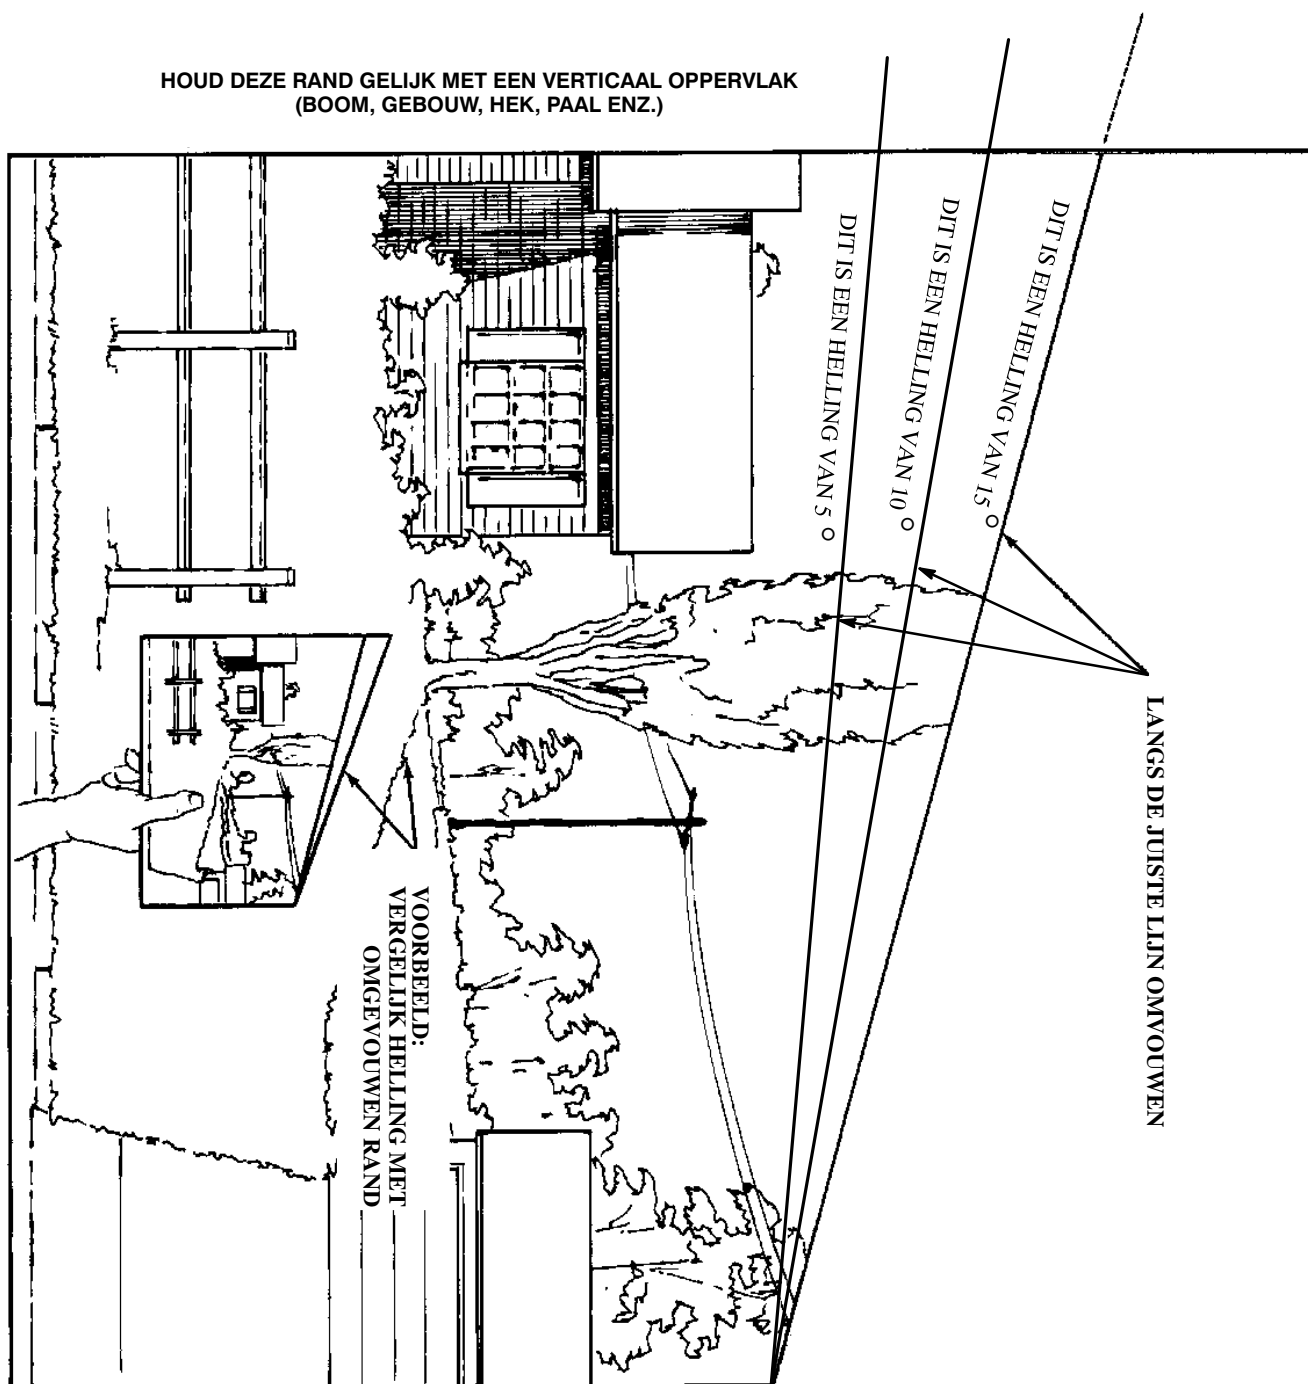 HOUD DEZE RAND GELIJK MET EEN VERTICAAL OPPERVLAK
(BOOM, GEBOUW, HEK, PAAL ENZ.)
DIT IS EEN HELLING VAN 15°
DIT IS EEN HELLING VAN 10°
DIT IS EEN HELLING VAN 5°
LANGS DE JUISTE LIJN OMVOUWEN
VOORBEELD:
VERGELIJK HELLING MET
OMGEVOUWEN RAND